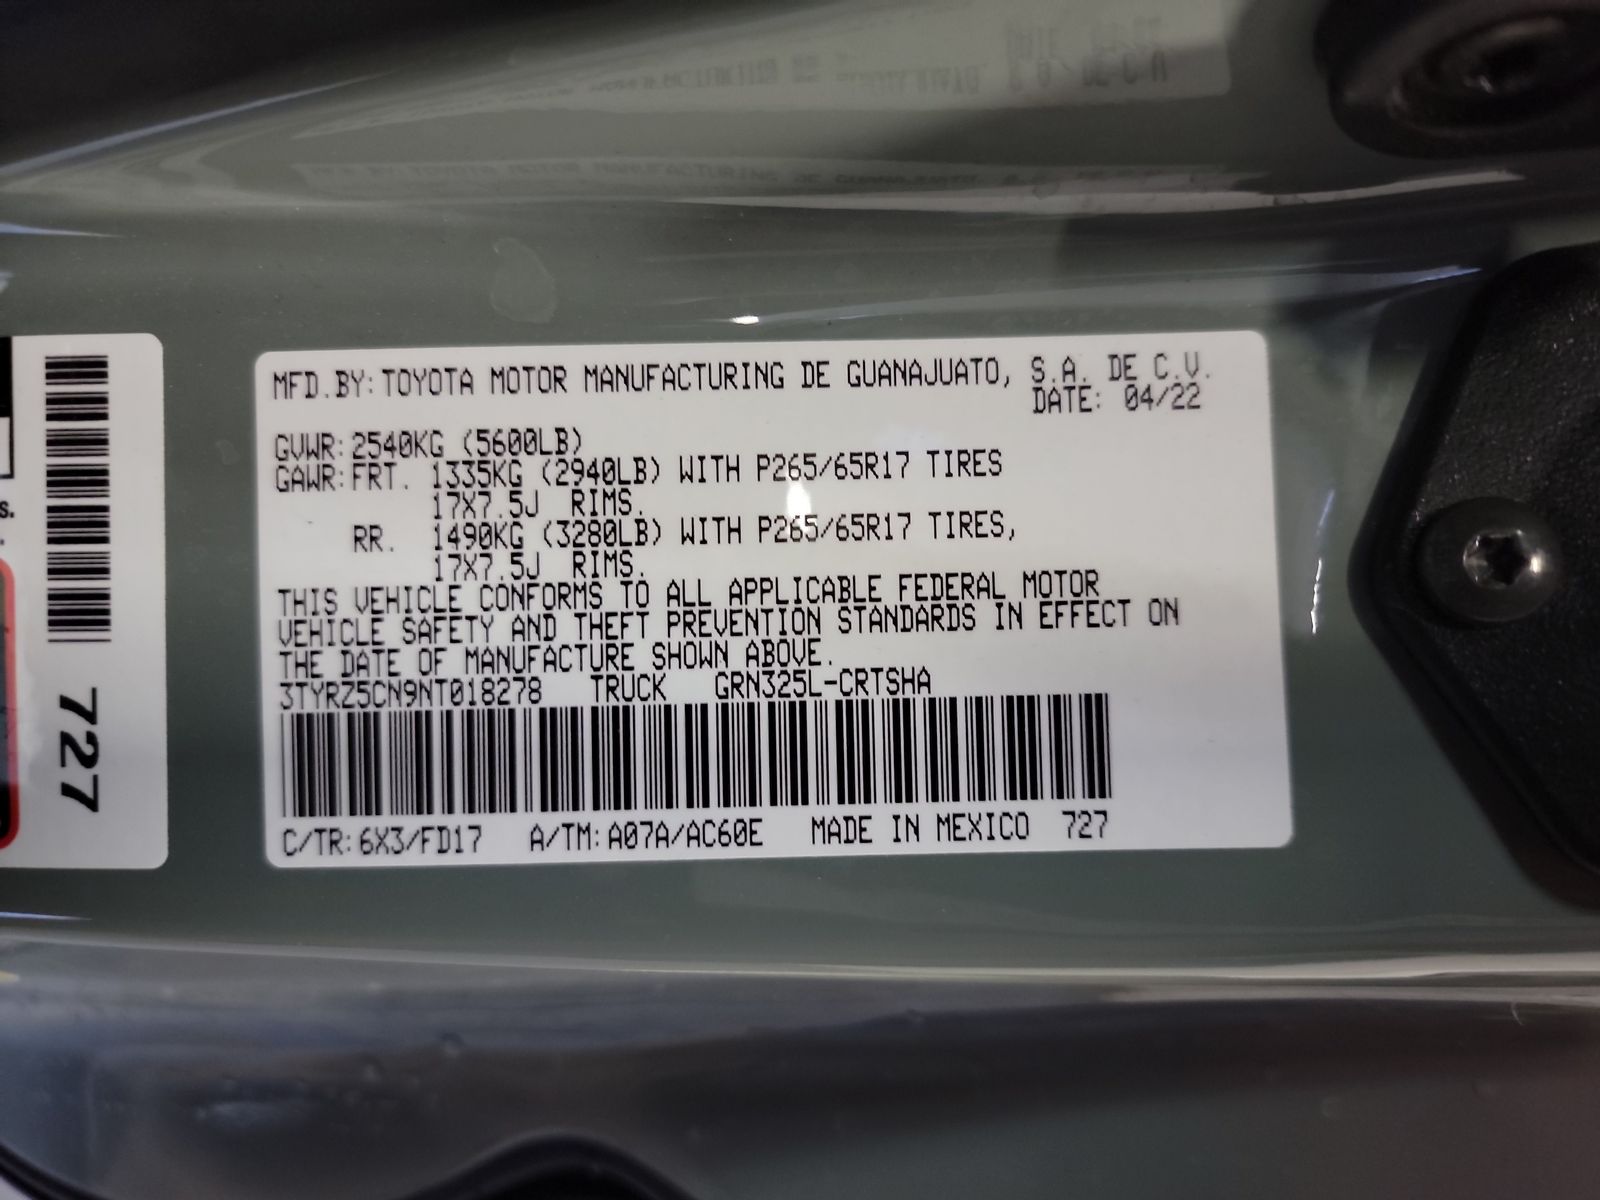 MFD.BY:TOYOTA MOTOR MANUFACTURING DE GUANAJUATO, S.A. DE C.V.
DATE: 04/22
GVWR:2540KG (5600LB)
GAWR:FRT. 1335KG (2940LB) WITH P265/65R17 TIRES
17X7.5J RIMS.
RR. 1490KG (3280LB) WITH P265/65R17 TIRES,
17X7.5J RIMS.
THIS VEHICLE CONFORMS TO ALL APPLICABLE FEDERAL MOTOR
VEHICLE SAFETY AND THEFT PREVENTION STANDARDS IN EFFECT ON
THE DATE OF MANUFACTURE SHOWN ABOVE.
3TYRZ5CN9NT018278 TRUCK GRN325L-CRTSHA
C/TR:6X3/FD17 A/TM:A07A/AC60E MADE IN MEXICO 727
727
s.